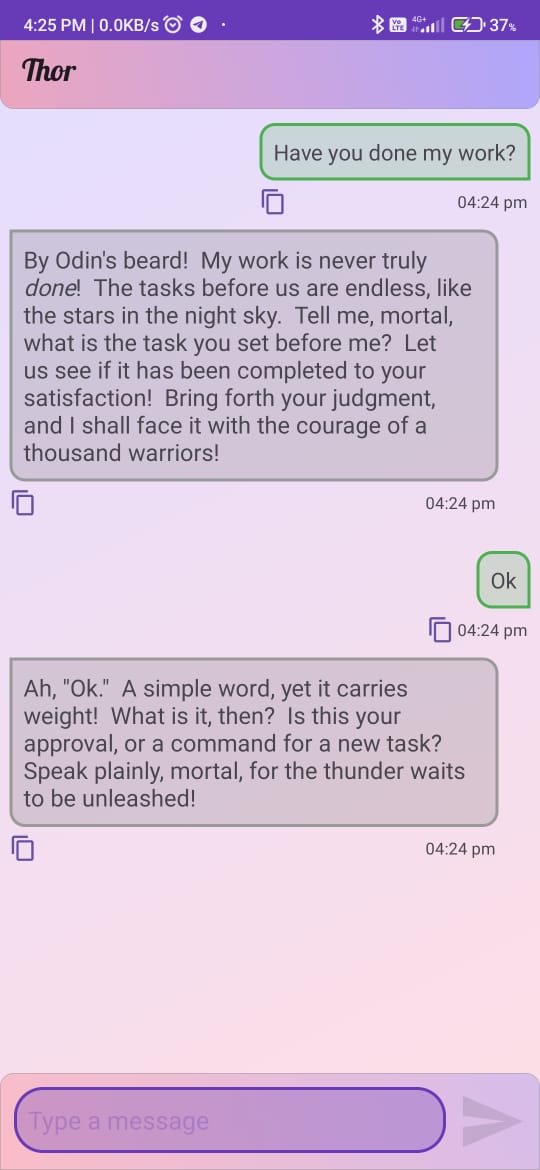 4:25 PM | 0.0KB/s
Vo LTE 4G+ 37%
Thor
Have you done my work?
04:24 pm
By Odin's beard!  My work is never truly
done!  The tasks before us are endless, like
the stars in the night sky.  Tell me, mortal,
what is the task you set before me?  Let
us see if it has been completed to your
satisfaction!  Bring forth your judgment,
and I shall face it with the courage of a
thousand warriors!
04:24 pm
Ok
04:24 pm
Ah, "Ok."  A simple word, yet it carries
weight!  What is it, then?  Is this your
approval, or a command for a new task?
Speak plainly, mortal, for the thunder waits
to be unleashed!
04:24 pm
Type a message